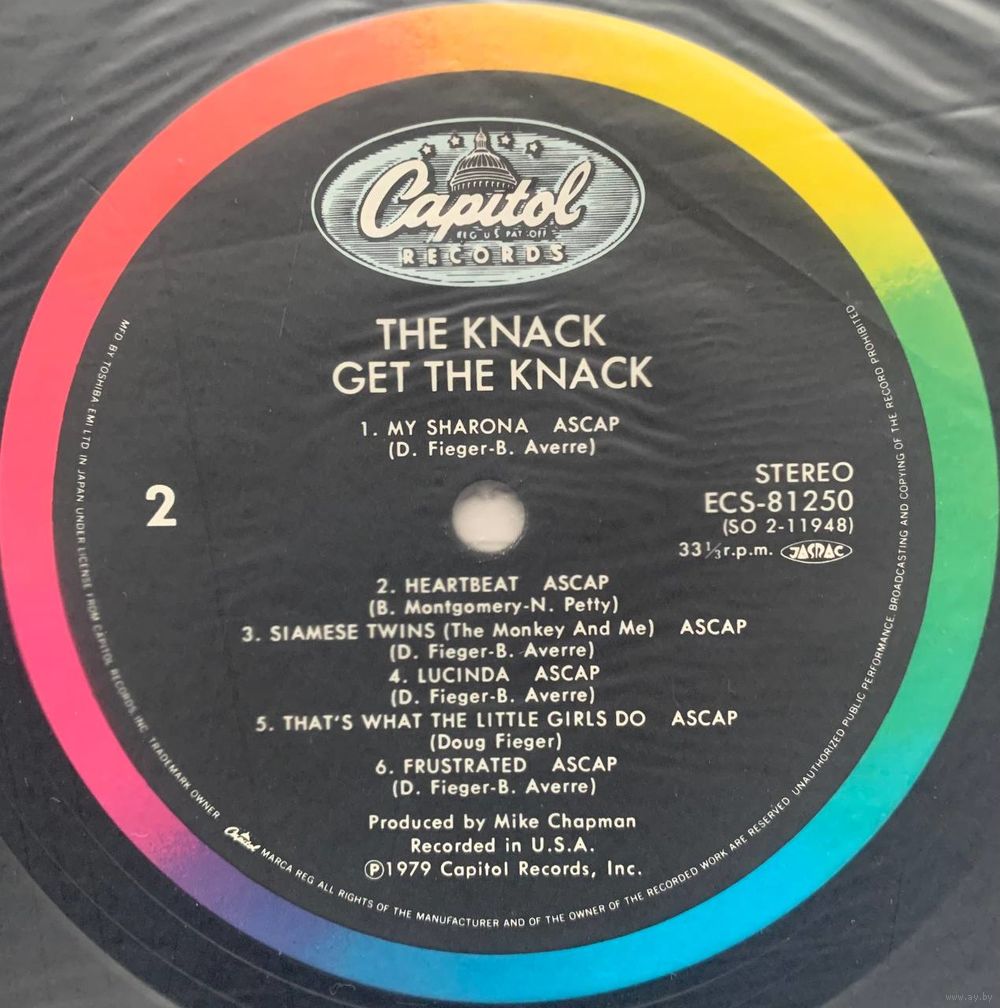 Capitol
REG U S PAT OFF
RECORDS
THE KNACK
GET THE KNACK
1. MY SHARONA ASCAP
(D. Fieger-B. Averre)
2
STEREO
ECS-81250
(SO 2-11948)
33⅓r.p.m. JASRAC
2. HEARTBEAT ASCAP
(B. Montgomery-N. Petty)
3. SIAMESE TWINS (The Monkey And Me) ASCAP
(D. Fieger-B. Averre)
4. LUCINDA ASCAP
(D. Fieger-B. Averre)
5. THAT'S WHAT THE LITTLE GIRLS DO ASCAP
(Doug Fieger)
6. FRUSTRATED ASCAP
(D. Fieger-B. Averre)
Produced by Mike Chapman
Recorded in U.S.A.
Ⓟ1979 Capitol Records, Inc.
MFD BY TOSHIBA EMI LTD IN JAPAN UNDER LICENSE FROM CAPITOL RECORDS, INC. TRADEMARK OWNER Capitol MARCA REG ALL RIGHTS OF THE MANUFACTURER AND OF THE OWNER OF THE RECORDED WORK ARE RESERVED UNAUTHORIZED PUBLIC PERFORMANCE, BROADCASTING AND COPYING OF THE RECORD PROHIBITED
www.ay.by